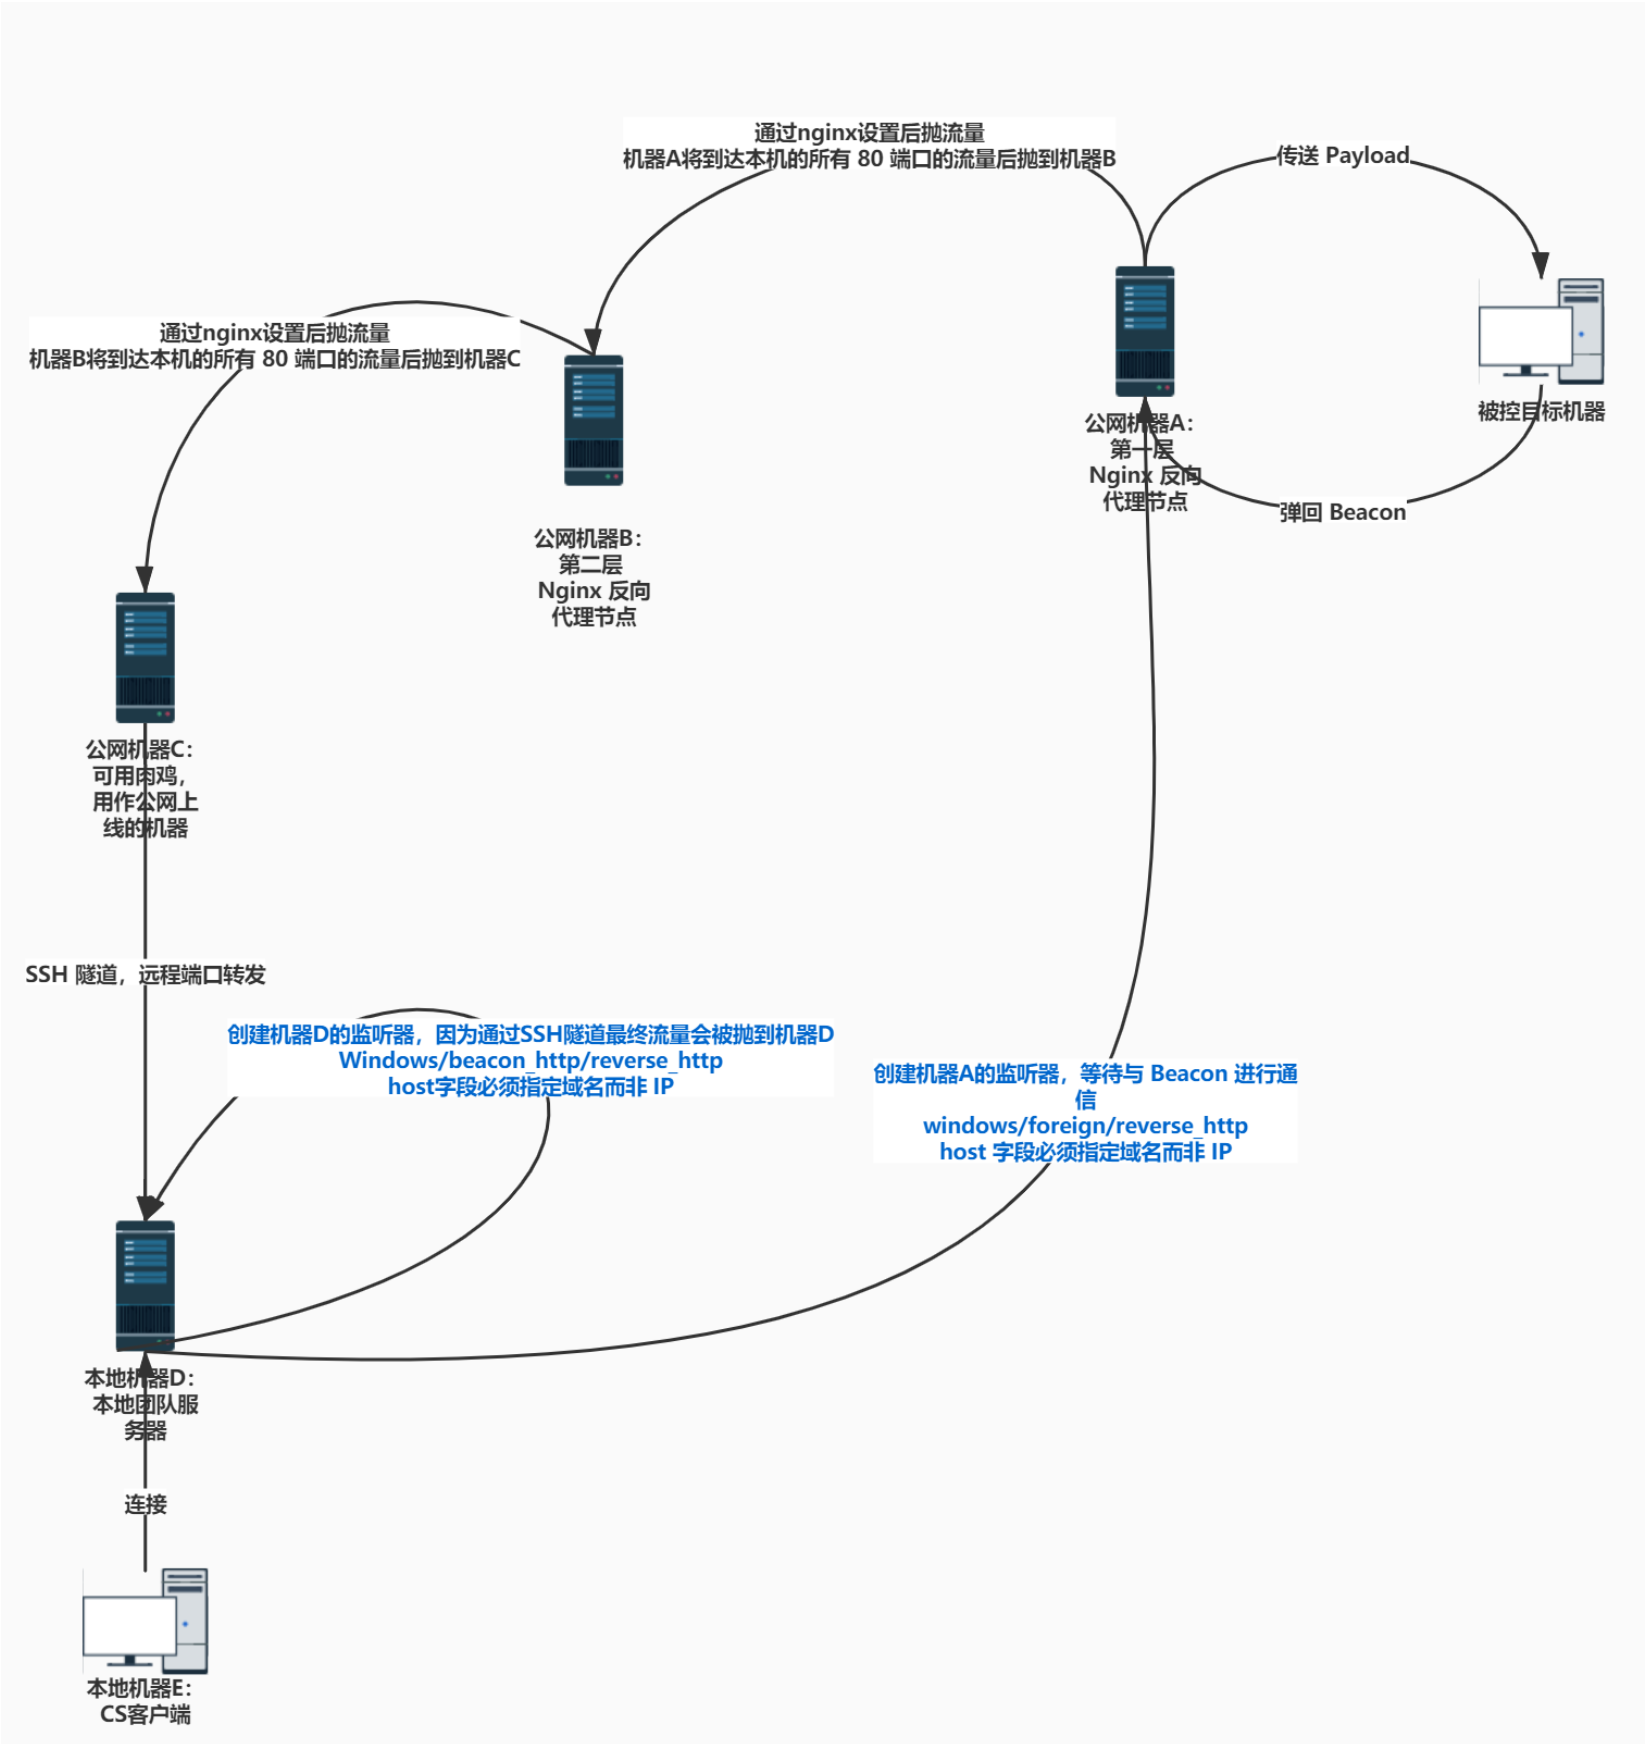 通过nginx设置后抛流量
机器A将到达本机的所有 80 端口的流量后抛到机器B
传送 Payload
通过nginx设置后抛流量
机器B将到达本机的所有 80 端口的流量后抛到机器C
被控目标机器
公网机器A：
第一层
Nginx 反向
代理节点
弹回 Beacon
公网机器B：
第二层
Nginx 反向
代理节点
公网机器C：
可用肉鸡，
用作公网上
线的机器
SSH 隧道，远程端口转发
创建机器D的监听器，因为通过SSH隧道最终流量会被抛到机器D
Windows/beacon_http/reverse_http
host字段必须指定域名而非 IP
创建机器A的监听器，等待与 Beacon 进行通
信
windows/foreign/reverse_http
host 字段必须指定域名而非 IP
本地机器D：
本地团队服
务器
连接
本地机器E：
CS客户端